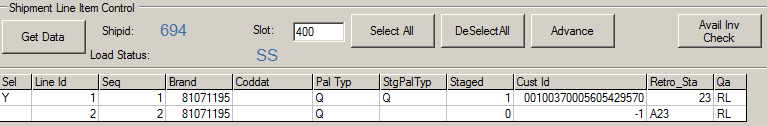 Shipment Line Item Control
Get Data Shipid: 694 Slot: 400 Select All DeSelectAll Advance Avail Inv Check
Load Status: SS
Sel Line Id Seq Brand Coddat Pal Typ StgPalTyp Staged Cust Id Retro_Sta Qa
Y 1 1 81071195 Q Q 1 00100370005605429570 23 RL
2 2 81071195 Q 0 -1 A23 RL